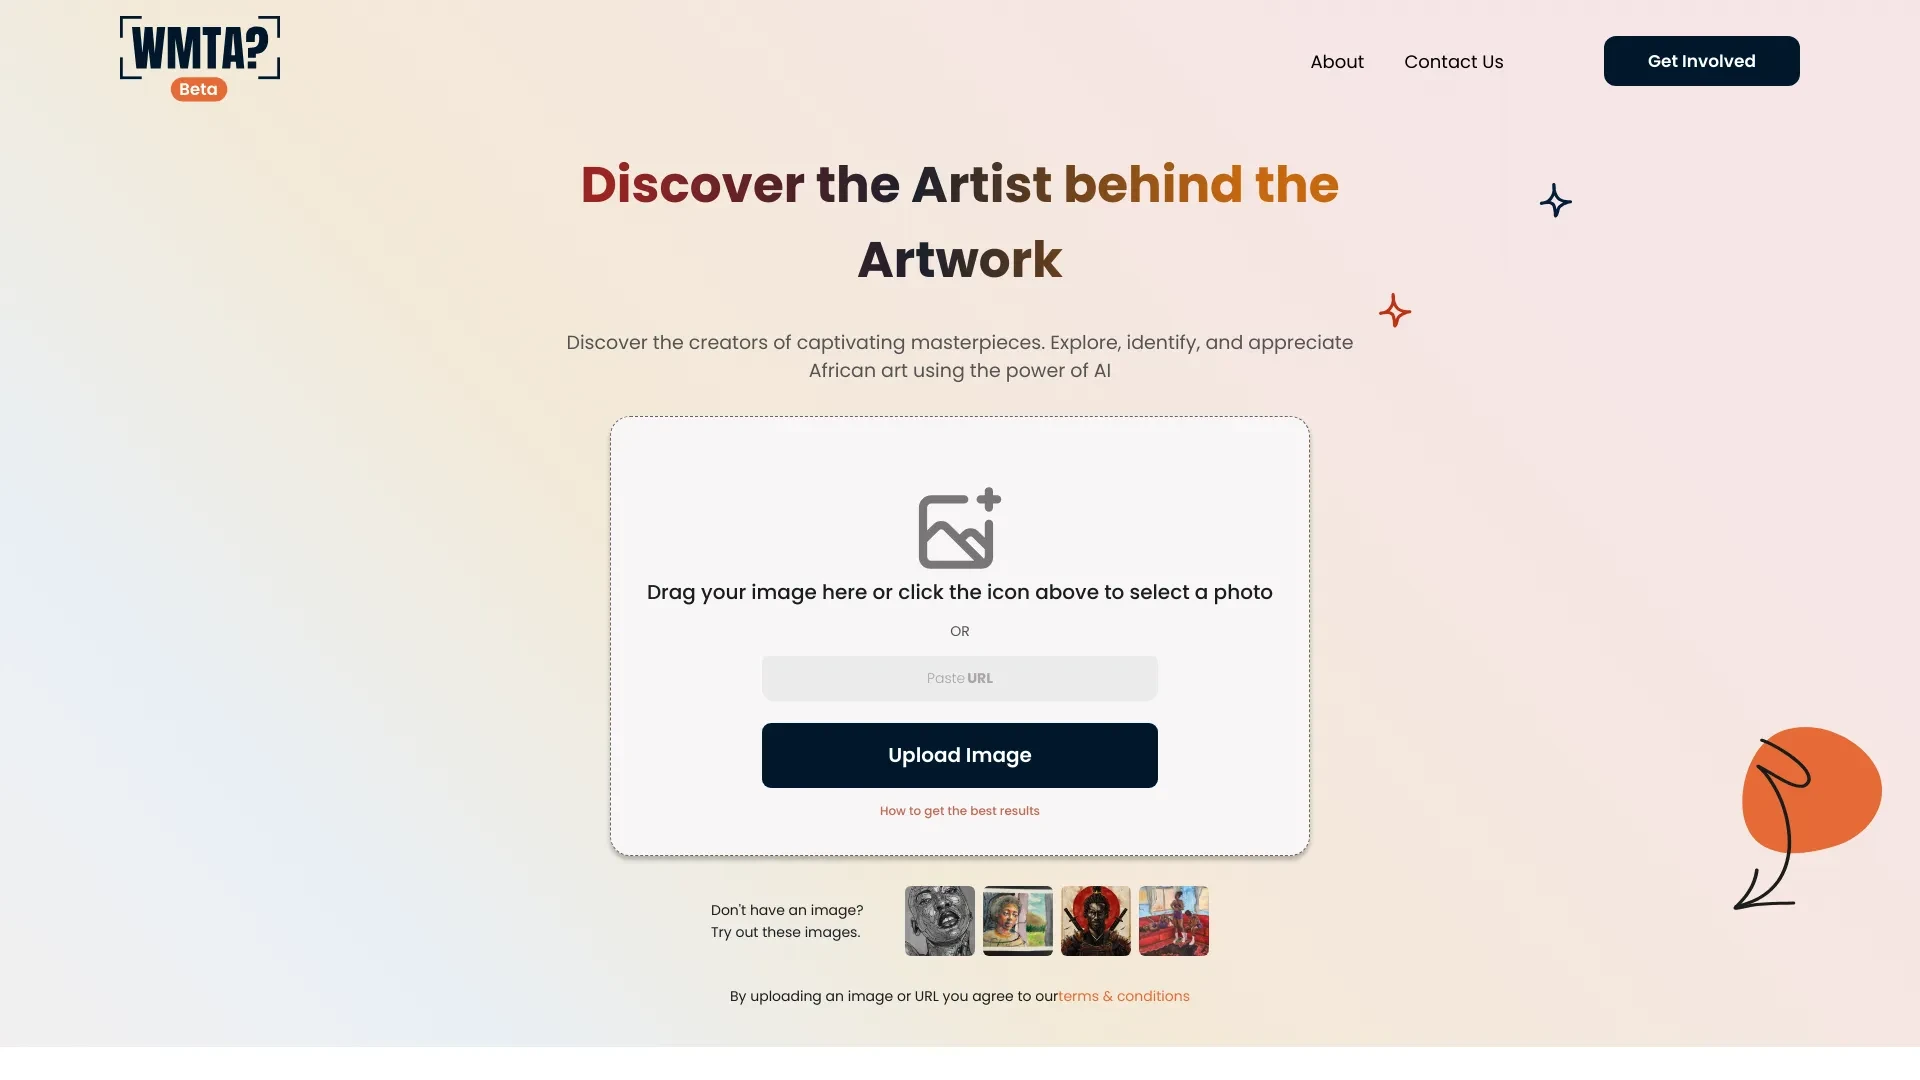 WMTA?
Beta
About
Contact Us
Get Involved
Discover the Artist behind the
Artwork
Discover the creators of captivating masterpieces. Explore, identify, and appreciate
African art using the power of AI
Drag your image here or click the icon above to select a photo
OR
Paste URL
Upload Image
How to get the best results
Don't have an image?
Try out these images.
By uploading an image or URL you agree to ourterms & conditions